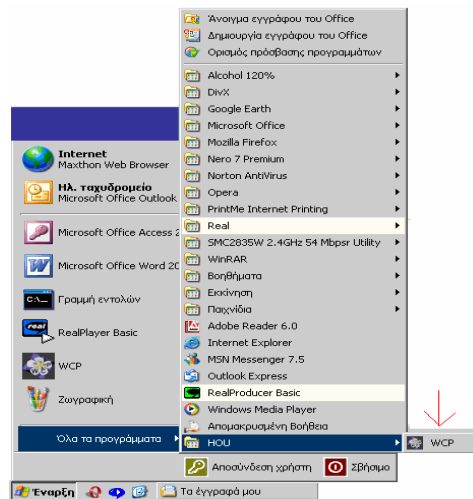 Άνοιγμα εγγράφου του Office
Δημιουργία εγγράφου του Office
Ορισμός πρόσβασης προγραμμάτων
Alcohol 120%
DivX
Google Earth
Microsoft Office
Mozilla Firefox
Nero 7 Premium
Norton AntiVirus
Opera
PrintMe Internet Printing
Real
SMC2835W 2.4GHz 54 Mbpsr Utility
WinRAR
Βοηθήματα
Εκκίνηση
Παιχνίδια
Adobe Reader 6.0
Internet Explorer
MSN Messenger 7.5
Outlook Express
RealProducer Basic
Windows Media Player
Απομακρυσμένη Βοήθεια
HOU
WCP
Internet
Maxthon Web Browser
Ηλ. ταχυδρομείο
Microsoft Office Outlook
Microsoft Office Access 2
Microsoft Office Word 20
Γραμμή εντολών
RealPlayer Basic
WCP
Ζωγραφική
Όλα τα προγράμματα
Αποσύνδεση χρήστη
Σβήσιμο
Έναρξη
Τα έγγραφά μου